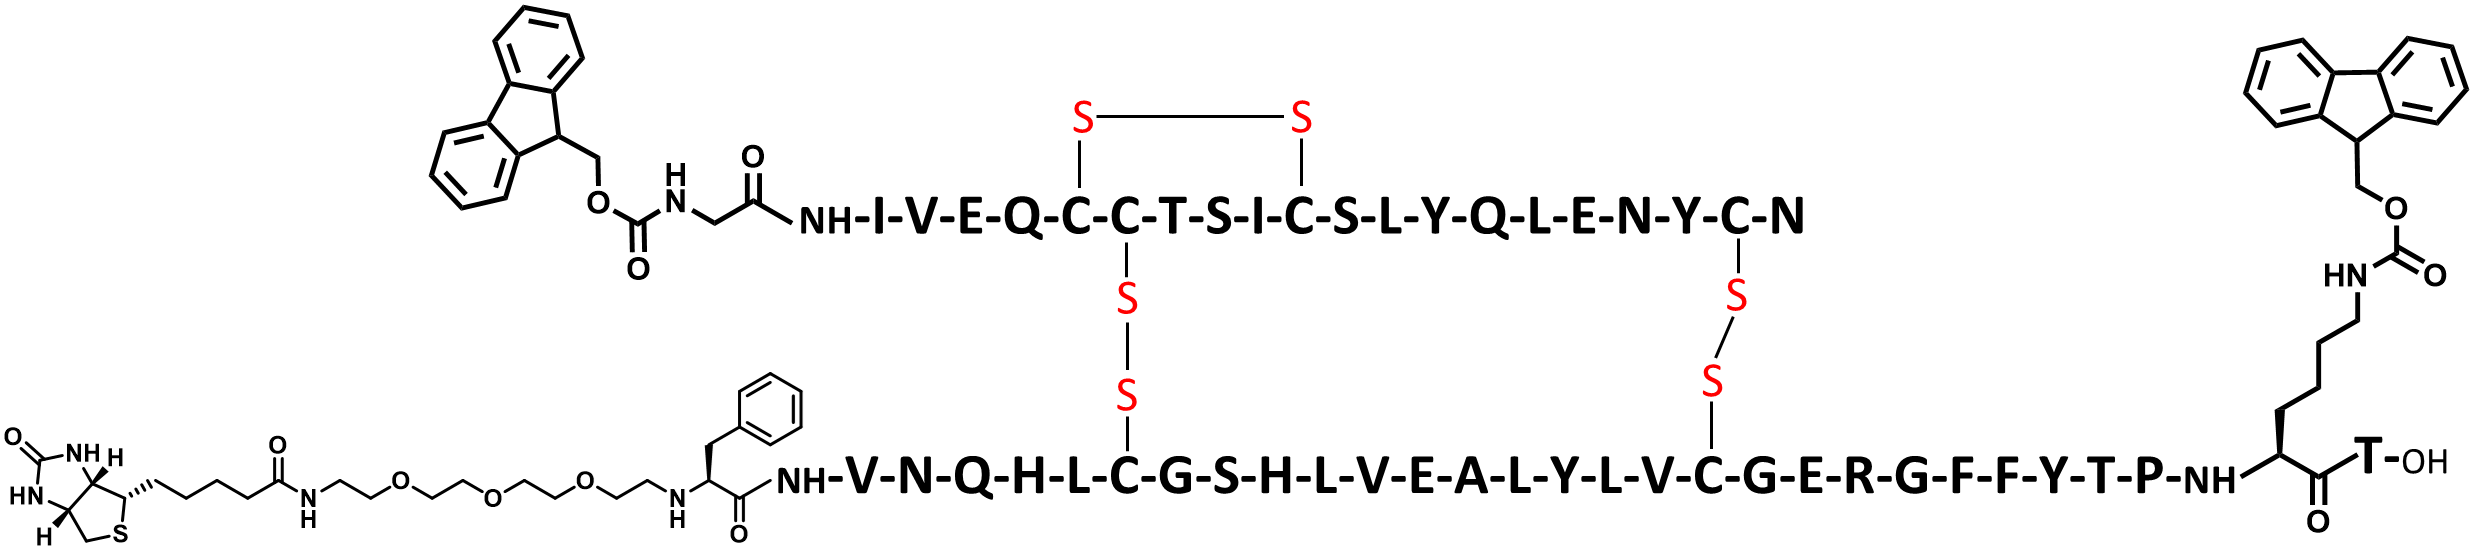 S S
O
H
N
NH-I-V-E-Q-C-C-T-S-I-C-S-L-Y-Q-L-E-N-Y-C-N
O
O
O
HN
O
S
S
S
S
O
NH
H
HN
H
S
O
N
H
O
O
O
N
H
O
NH-V-N-Q-H-L-C-G-S-H-L-V-E-A-L-Y-L-V-C-G-E-R-G-F-F-Y-T-P-NH
T-OH
O